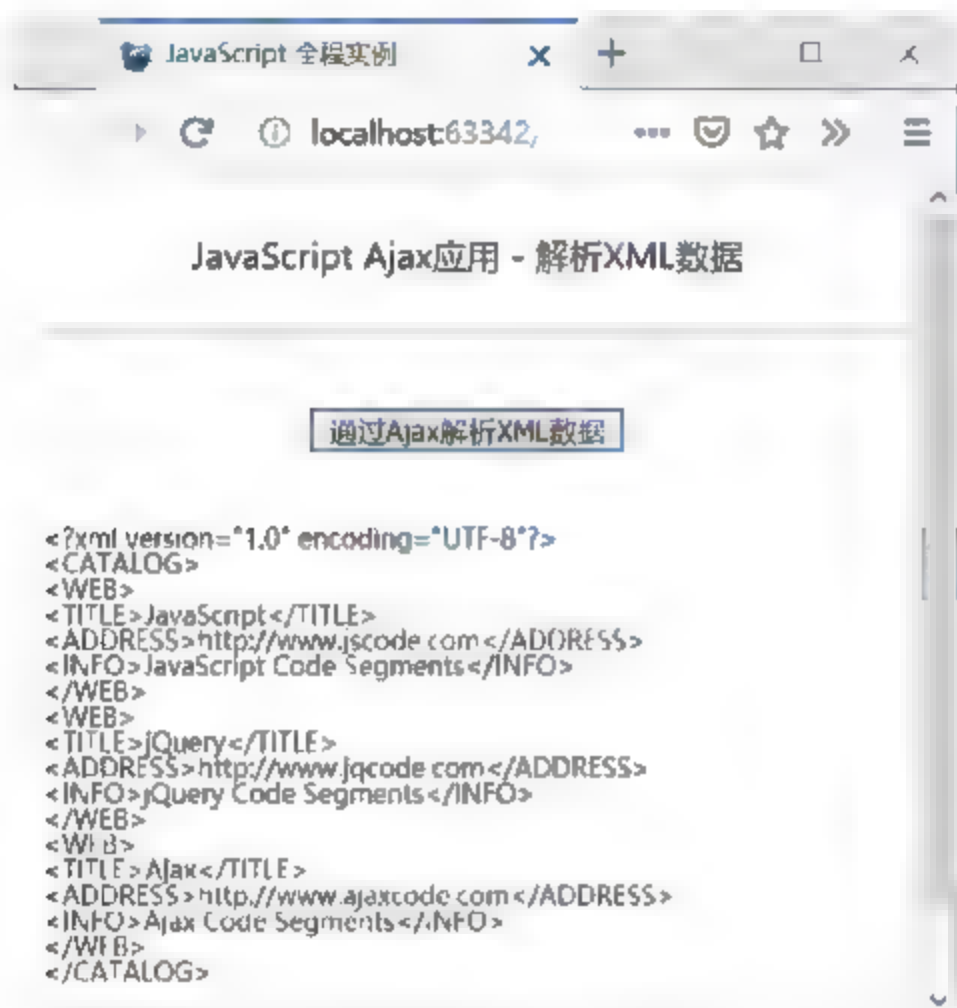 JavaScript 全程实例
localhost:63342/
JavaScript Ajax应用 - 解析XML数据
通过Ajax解析XML数据
<?xml version="1.0" encoding="UTF-8"?>
<CATALOG>
<WEB>
<TITLE>JavaScript</TITLE>
<ADDRESS>http://www.jscode.com</ADDRESS>
<INFO>JavaScript Code Segments</INFO>
</WEB>
<WEB>
<TITLE>jQuery</TITLE>
<ADDRESS>http://www.jqcode.com</ADDRESS>
<INFO>jQuery Code Segments</INFO>
</WEB>
<WEB>
<TITLE>Ajax</TITLE>
<ADDRESS>http://www.ajaxcode.com</ADDRESS>
<INFO>Ajax Code Segments</INFO>
</WEB>
</CATALOG>